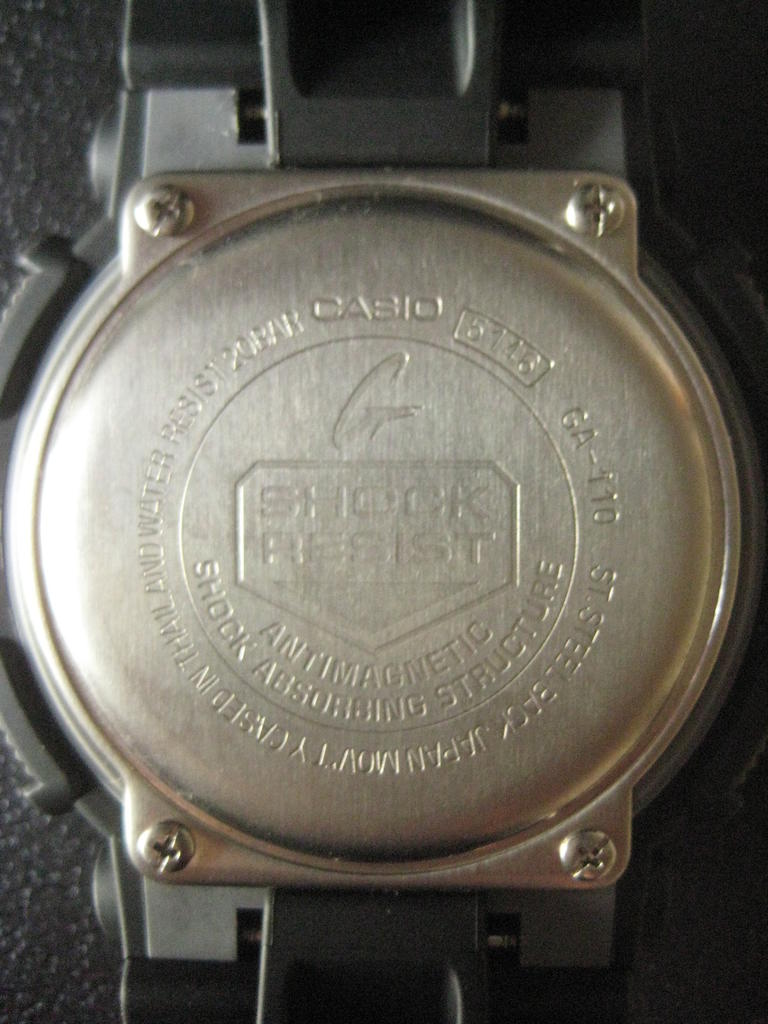 CASIO
5146
GA-110 ST.STEEL BACK JAPAN MOV'T Y CASED IN THAILAND WATER RESIST 20BAR
G
SHOCK
RESIST
ANTIMAGNETIC
SHOCK ABSORBING STRUCTURE